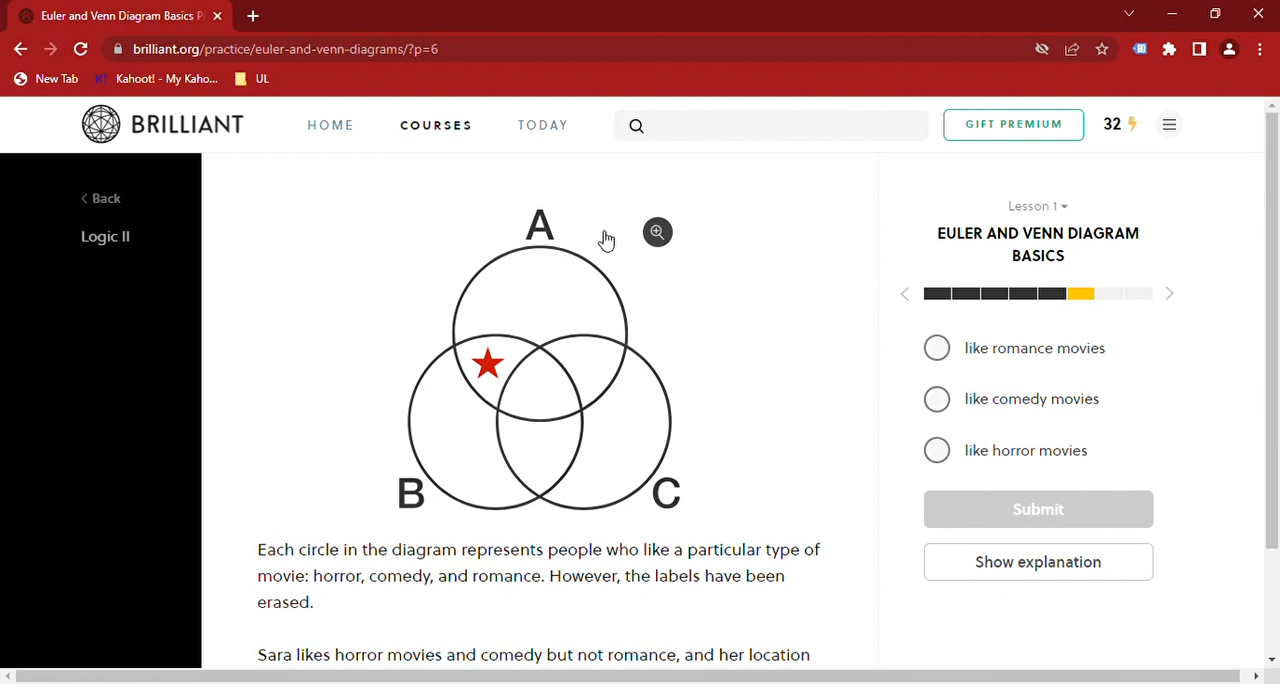 Euler and Venn Diagram Basics P
brilliant.org/practice/euler-and-venn-diagrams/?p=6
New Tab
Kahoot! - My Kaho...
UL
BRILLIANT
HOME
COURSES
TODAY
GIFT PREMIUM
32
< Back
Logic II
A
B
C
Each circle in the diagram represents people who like a particular type of
movie: horror, comedy, and romance. However, the labels have been
erased.
Sara likes horror movies and comedy but not romance, and her location
Lesson 1
EULER AND VENN DIAGRAM
BASICS
like romance movies
like comedy movies
like horror movies
Submit
Show explanation